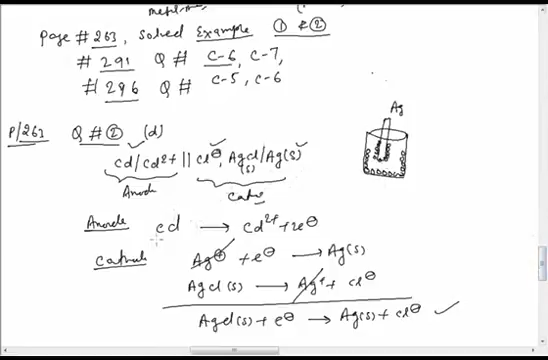 Page # 263, Solved Example ① & ②
# 291 Q # C-6, C-7,
# 296 Q # C-5, C-6
Ag
P/263 Q # ② (d)
Cd/Cd²⁺ || Cl⊖, AgCl(s)/Ag(s)
Anode
Anode Cd → Cd²⁺ + 2e⊖
Cathode Ag⊕ + e⊖ → Ag(s)
AgCl(s) → Ag⁺ + Cl⊖
AgCl(s) + e⊖ → Ag(s) + Cl⊖